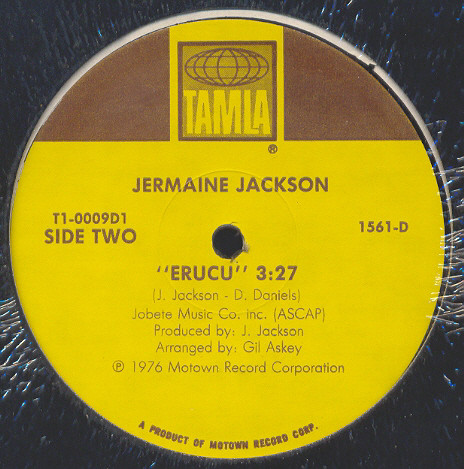 TAMLA
®
JERMAINE JACKSON
T1-0009D1
SIDE TWO
1561-D
"ERUCU" 3:27
(J. Jackson - D. Daniels)
Jobete Music Co. inc. (ASCAP)
Produced by: J. Jackson
Arranged by: Gil Askey
℗ 1976 Motown Record Corporation
A PRODUCT OF MOTOWN RECORD CORP.